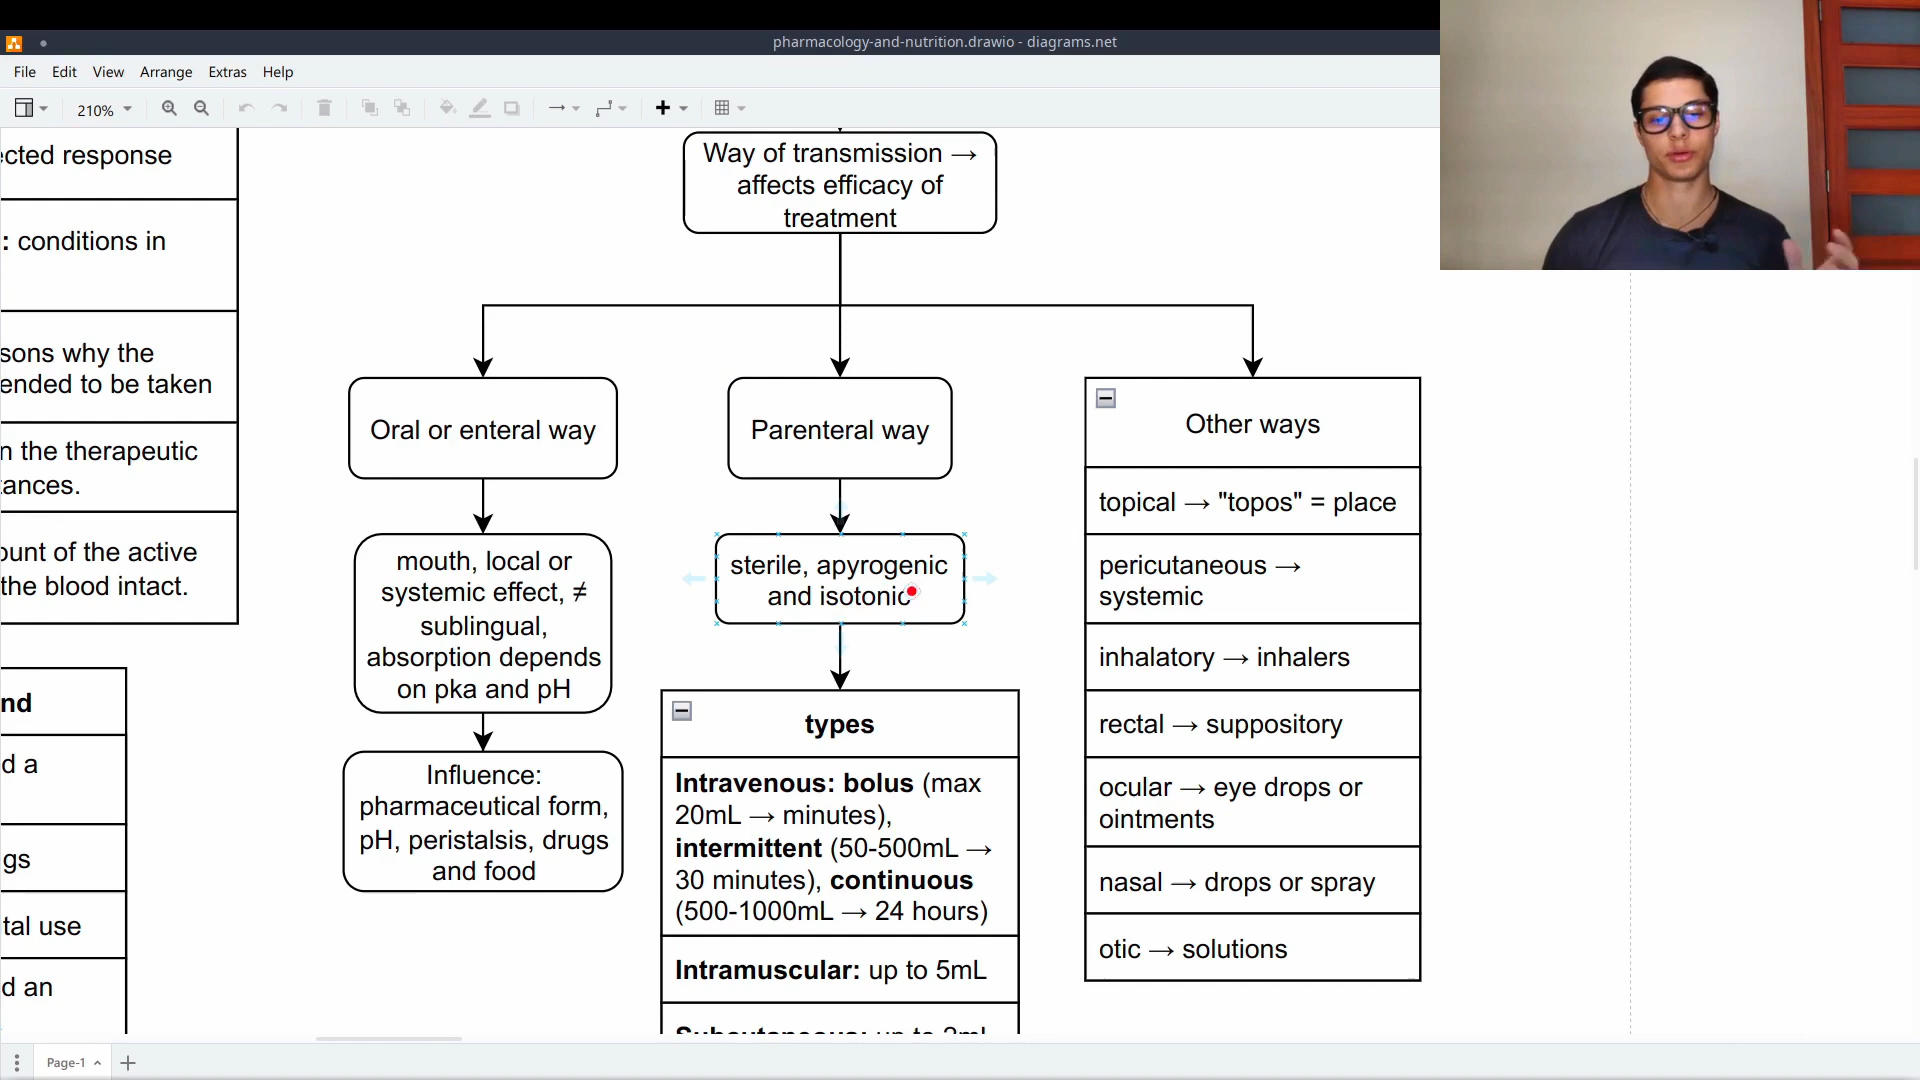 pharmacology-and-nutrition.drawio - diagrams.net
File Edit View Arrange Extras Help
210%
ected response
: conditions in
sons why the
ended to be taken
n the therapeutic
ances.
ount of the active
the blood intact.
nd
d a
gs
tal use
d an
Way of transmission →
affects efficacy of
treatment
Oral or enteral way
mouth, local or
systemic effect, ≠
sublingual,
absorption depends
on pka and pH
Influence:
pharmaceutical form,
pH, peristalsis, drugs
and food
Parenteral way
sterile, apyrogenic
and isotonic
types
Intravenous: bolus (max
20mL → minutes),
intermittent (50-500mL →
30 minutes), continuous
(500-1000mL → 24 hours)
Intramuscular: up to 5mL
Subcutaneous: up to 2mL
Other ways
topical → "topos" = place
pericutaneous →
systemic
inhalatory → inhalers
rectal → suppository
ocular → eye drops or
ointments
nasal → drops or spray
otic → solutions
Page-1